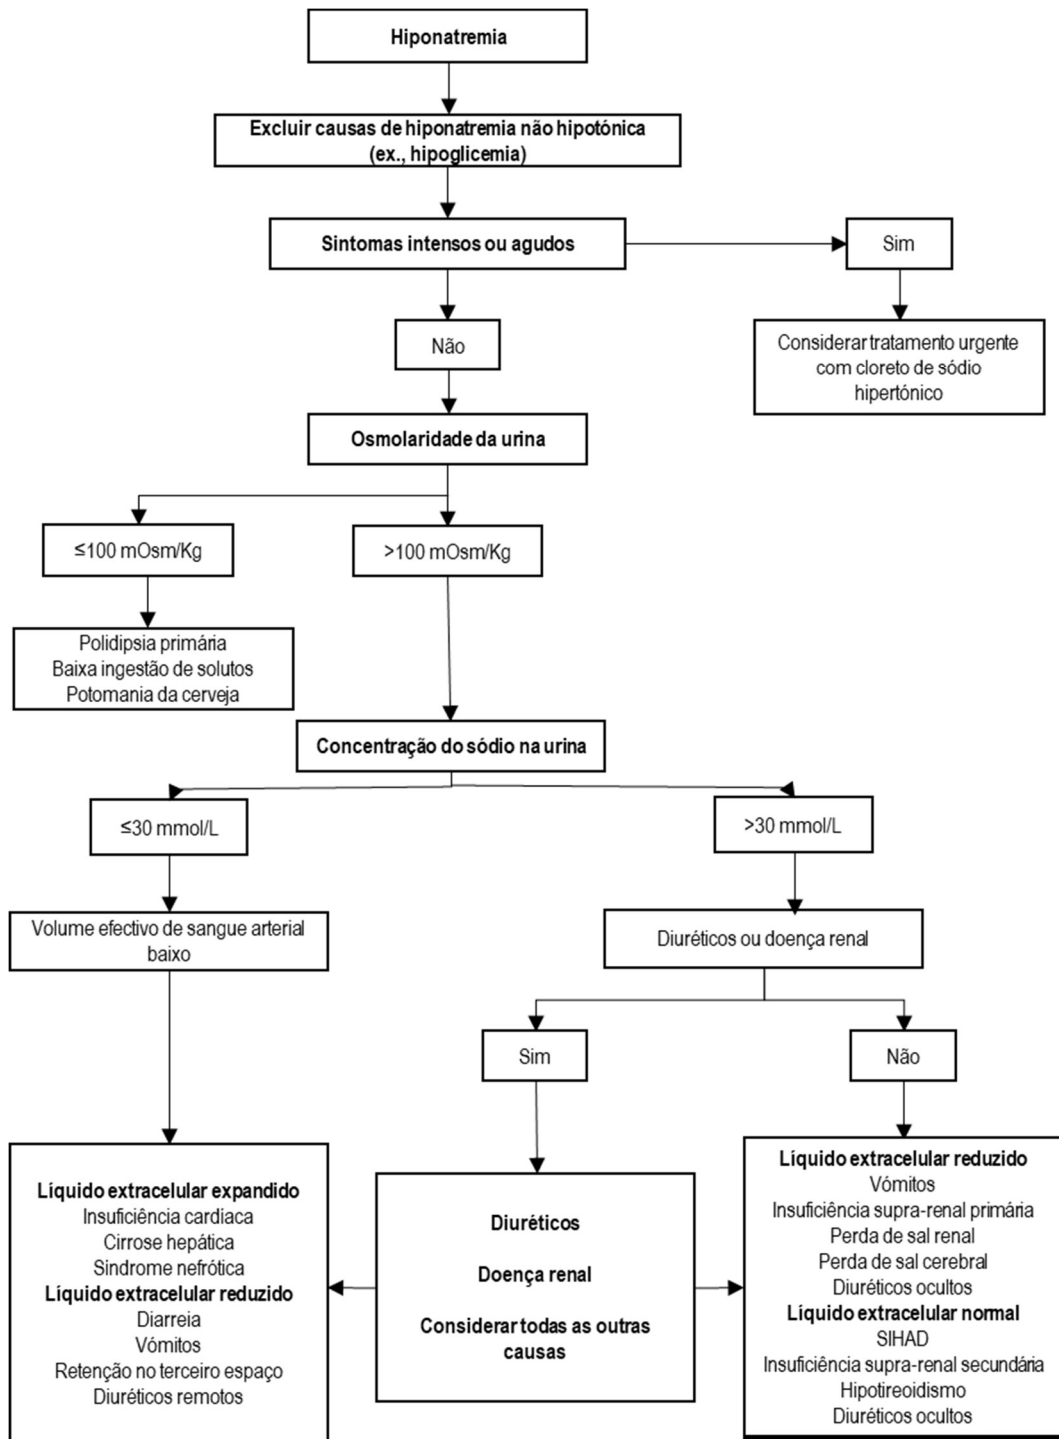 Hiponatremia
Excluir causas de hiponatremia não hipotónica
(ex., hipoglicemia)
Sintomas intensos ou agudos
Sim
Não
Considerar tratamento urgente
com cloreto de sódio
hipertónico
Osmolaridade da urina
≤100 mOsm/Kg
>100 mOsm/Kg
Polidipsia primária
Baixa ingestão de solutos
Potomania da cerveja
Concentração do sódio na urina
≤30 mmol/L
>30 mmol/L
Volume efectivo de sangue arterial
baixo
Diuréticos ou doença renal
Sim
Não
Líquido extracelular expandido
Insuficiência cardiaca
Cirrose hepática
Sindrome nefrótica
Líquido extracelular reduzido
Diarreia
Vómitos
Retenção no terceiro espaço
Diuréticos remotos
Diuréticos
Doença renal
Considerar todas as outras
causas
Líquido extracelular reduzido
Vómitos
Insuficiência supra-renal primária
Perda de sal renal
Perda de sal cerebral
Diuréticos ocultos
Líquido extracelular normal
SIHAD
Insuficiência supra-renal secundária
Hipotireoidismo
Diuréticos ocultos